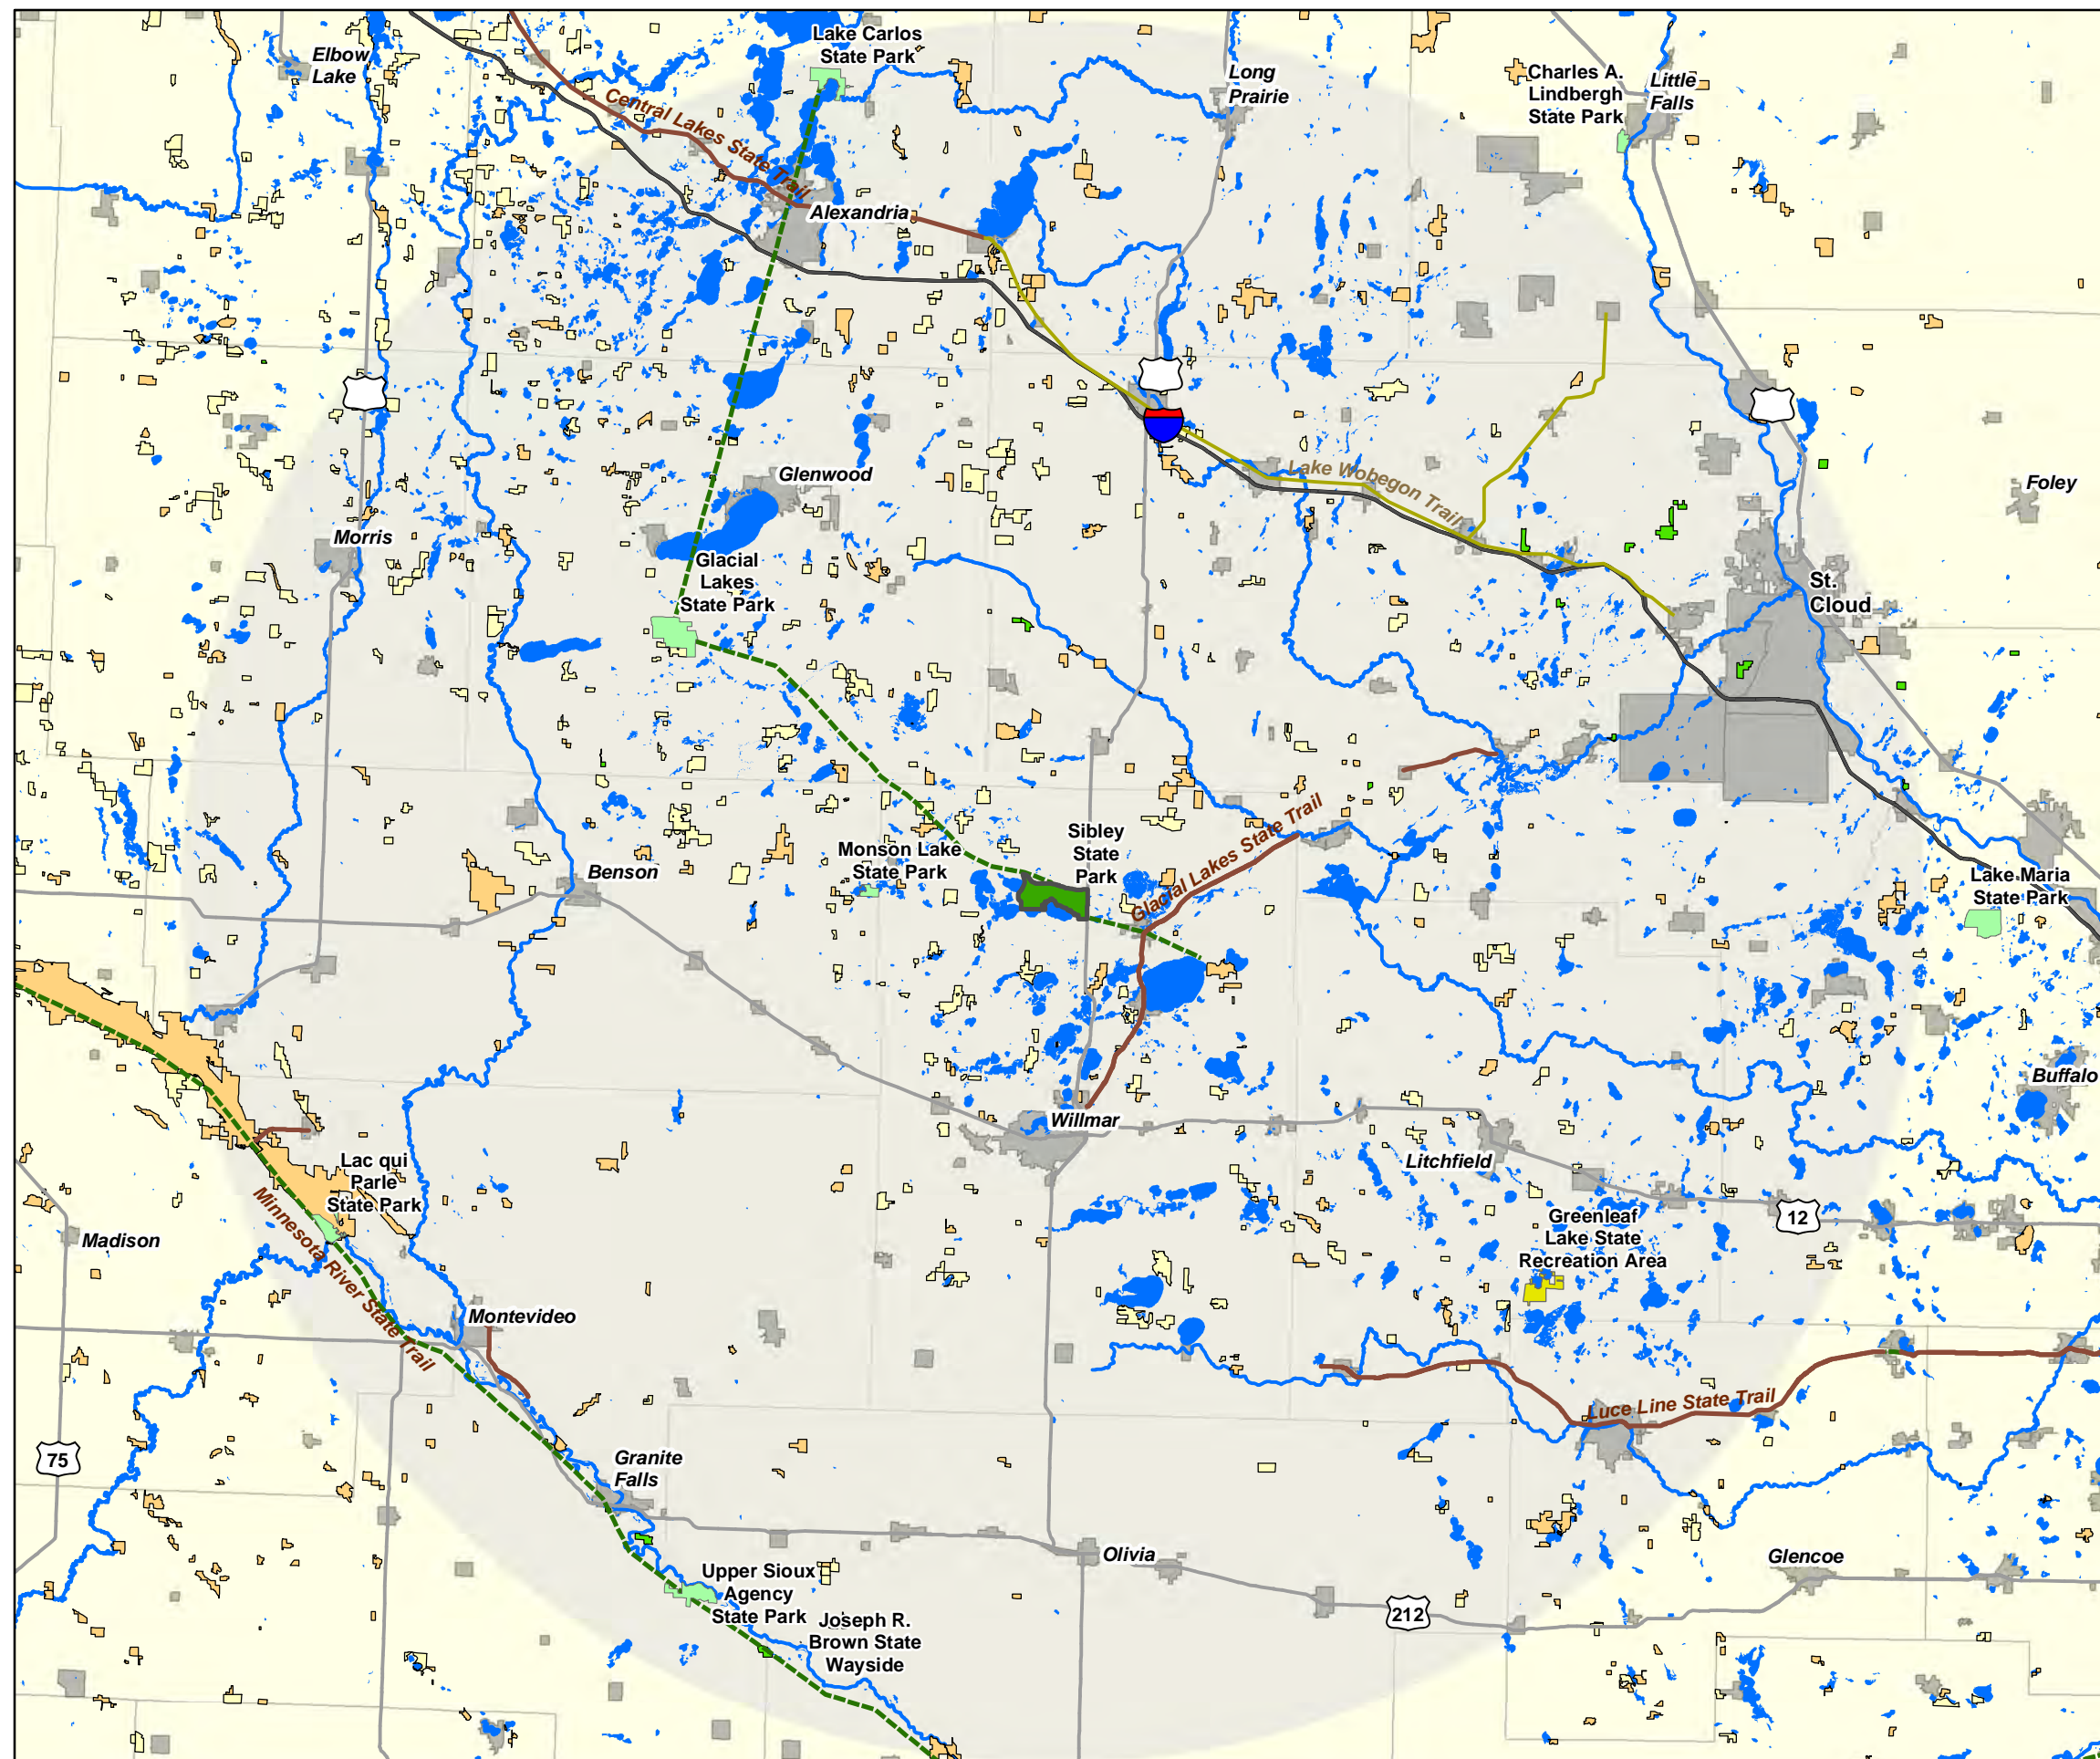 Lake Carlos
State Park
Elbow
Lake
Long
Prairie
Charles A.
Lindbergh
State Park
Little
Falls
Central Lakes State Trail
Alexandria
Glenwood
Lake Wobegon Trail
Foley
Morris
Glacial
Lakes
State Park
St.
Cloud
Sibley
State
Park
Glacial Lakes State Trail
Monson Lake
State Park
Benson
Lake Maria
State Park
Buffalo
Willmar
Litchfield
Lac qui
Parle
State Park
Minnesota River State Trail
Madison
12
Greenleaf
Lake State
Recreation Area
Montevideo
Luce Line State Trail
75
Granite
Falls
Olivia
Glencoe
Upper Sioux
Agency
State Park
Joseph R.
Brown State
Wayside
212